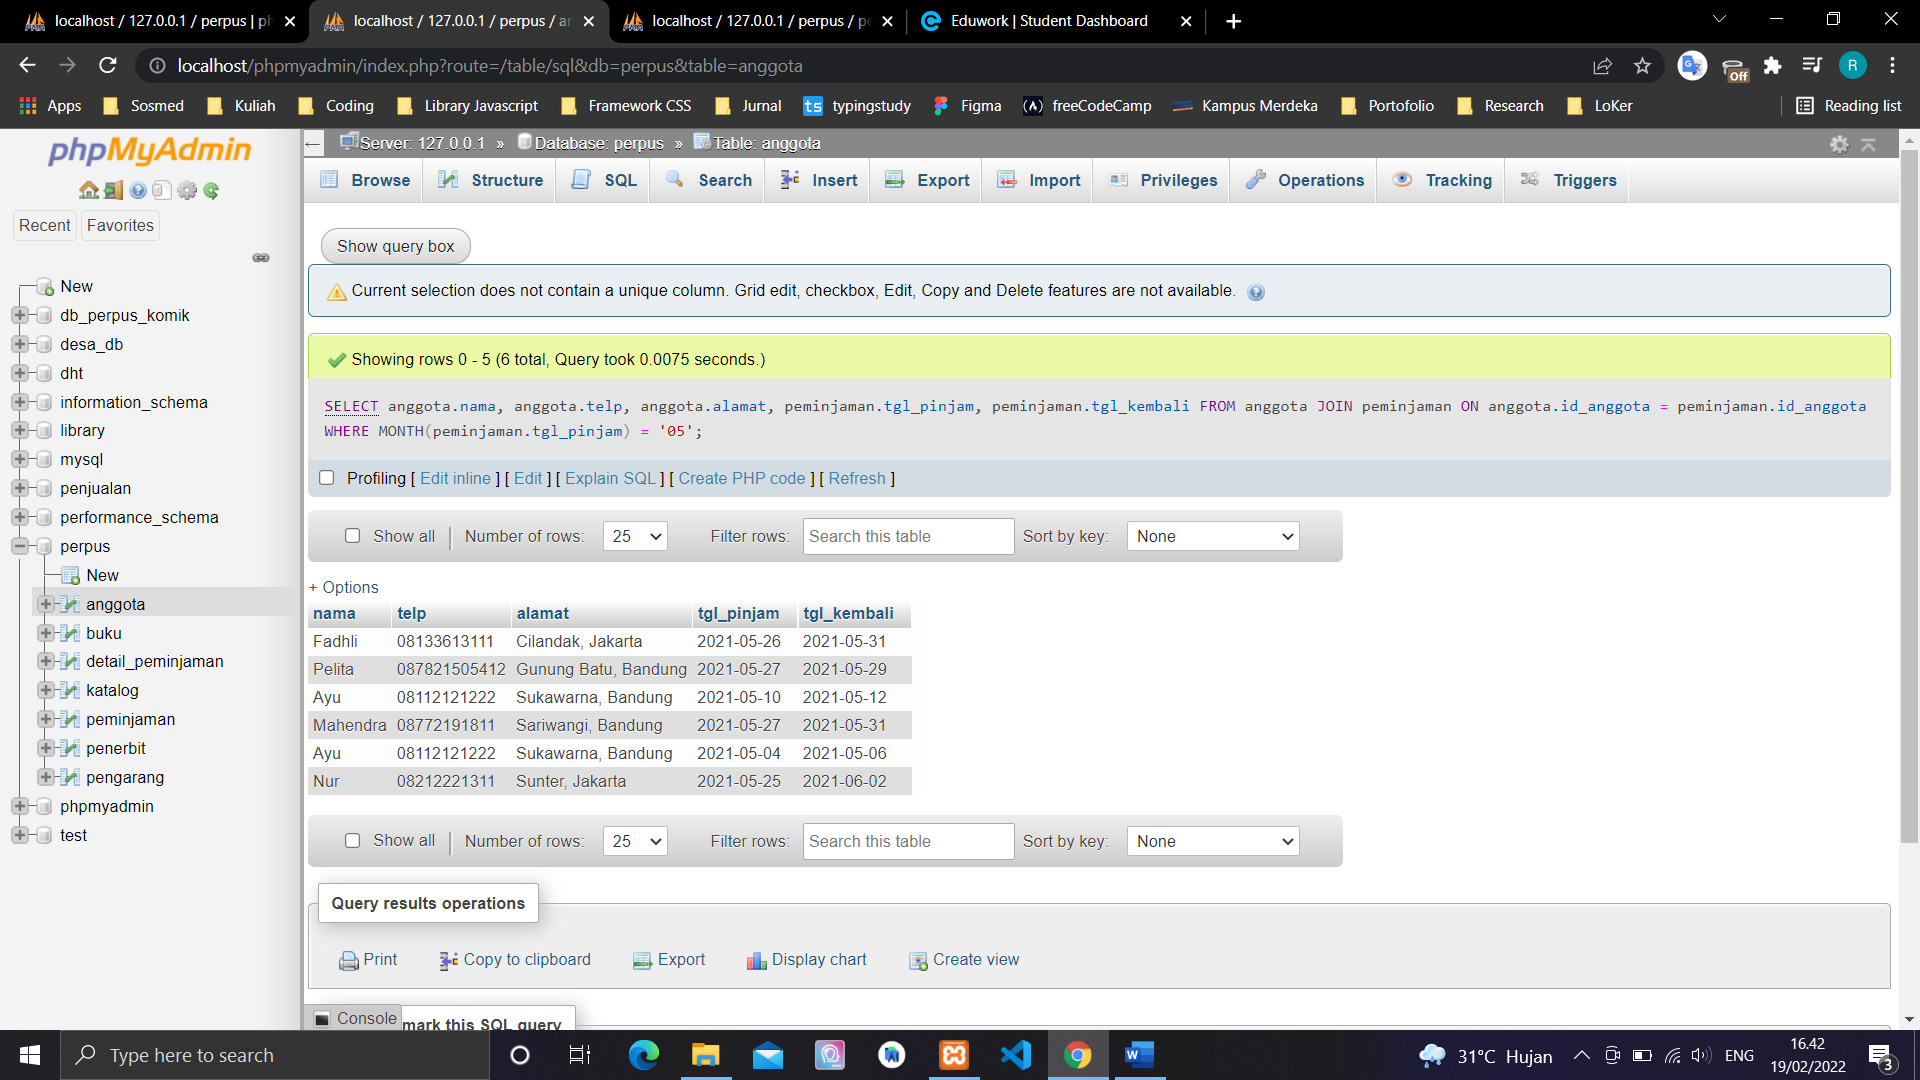 localhost / 127.0.0.1 / perpus | ph
localhost / 127.0.0.1 / perpus / an
localhost / 127.0.0.1 / perpus / pe
Eduwork | Student Dashboard
localhost/phpmyadmin/index.php?route=/table/sql&db=perpus&table=anggota
Off
R
Apps
Sosmed
Kuliah
Coding
Library Javascript
Framework CSS
Jurnal
ts typingstudy
Figma
freeCodeCamp
Kampus Merdeka
Portofolio
Research
LoKer
Reading list
phpMyAdmin
Recent
Favorites
New
db_perpus_komik
desa_db
dht
information_schema
library
mysql
penjualan
performance_schema
perpus
New
anggota
buku
detail_peminjaman
katalog
peminjaman
penerbit
pengarang
phpmyadmin
test
Server: 127.0.0.1 » Database: perpus » Table: anggota
Browse Structure SQL Search Insert Export Import Privileges Operations Tracking Triggers
Show query box
Current selection does not contain a unique column. Grid edit, checkbox, Edit, Copy and Delete features are not available.
Showing rows 0 - 5 (6 total, Query took 0.0075 seconds.)
SELECT anggota.nama, anggota.telp, anggota.alamat, peminjaman.tgl_pinjam, peminjaman.tgl_kembali FROM anggota JOIN peminjaman ON anggota.id_anggota = peminjaman.id_anggota
WHERE MONTH(peminjaman.tgl_pinjam) = '05';
Profiling [ Edit inline ] [ Edit ] [ Explain SQL ] [ Create PHP code ] [ Refresh ]
Show all | Number of rows: 25 Filter rows: Search this table Sort by key: None
+ Options
nama telp alamat tgl_pinjam tgl_kembali
Fadhli 08133613111 Cilandak, Jakarta 2021-05-26 2021-05-31
Pelita 087821505412 Gunung Batu, Bandung 2021-05-27 2021-05-29
Ayu 08112121222 Sukawarna, Bandung 2021-05-10 2021-05-12
Mahendra 08772191811 Sariwangi, Bandung 2021-05-27 2021-05-31
Ayu 08112121222 Sukawarna, Bandung 2021-05-04 2021-05-06
Nur 08212221311 Sunter, Jakarta 2021-05-25 2021-06-02
Show all | Number of rows: 25 Filter rows: Search this table Sort by key: None
Query results operations
Print Copy to clipboard Export Display chart Create view
Console
mark this SQL query
Type here to search
31°C Hujan
ENG
16.42
19/02/2022
3